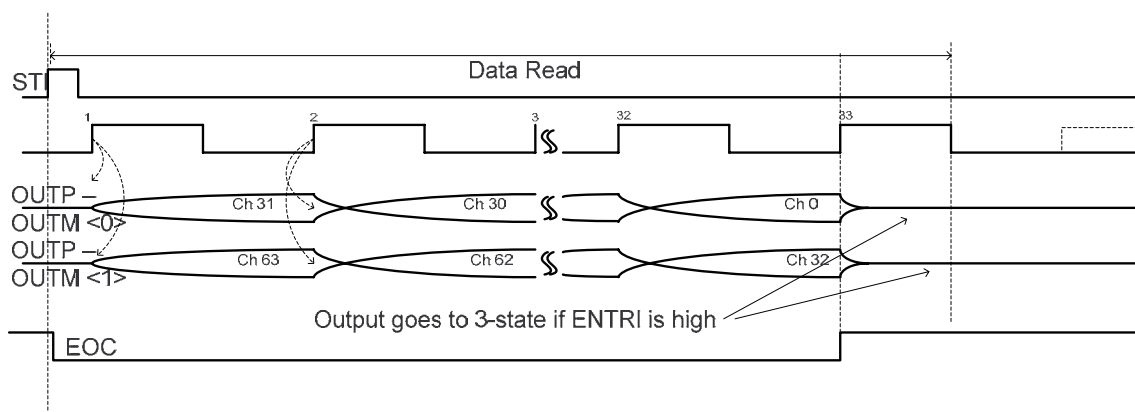 Data Read
STI
1 2 3 32 33
OUTP – Ch 31 Ch 30 Ch 0
OUTM <0>
OUTP – Ch 63 Ch 62 Ch 32
OUTM <1>
Output goes to 3-state if ENTRI is high
EOC